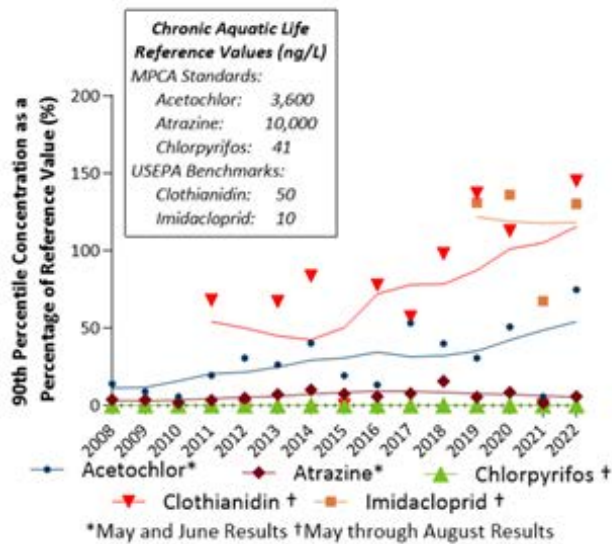 Chronic Aquatic Life
Reference Values (ng/L)
MPCA Standards:
Acetochlor: 3,600
Atrazine: 10,000
Chlorpyrifos: 41
USEPA Benchmarks:
Clothianidin: 50
Imidacloprid: 10
90th Percentile Concentration as a
Percentage of Reference Value (%)
200
150
100
50
0
2008 2009 2010 2011 2012 2013 2014 2015 2016 2017 2018 2019 2020 2021 2022
Acetochlor* Atrazine* Chlorpyrifos †
Clothianidin † Imidacloprid †
*May and June Results †May through August Results